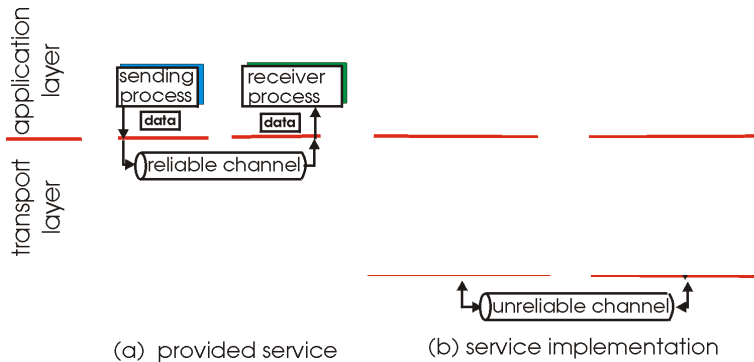 application
layer
transport
layer
sending
process
receiver
process
data
data
reliable channel
unreliable channel
(a) provided service
(b) service implementation